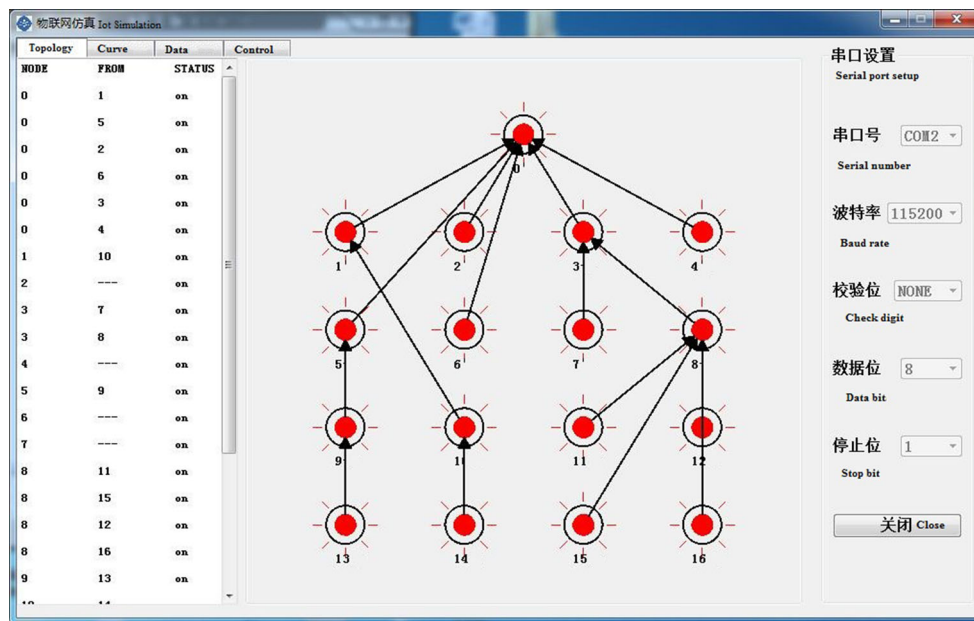 物联网仿真 Iot Simulation
Topology Curve Data Control
NODE FROM STATUS
0 1 on
0 5 on
0 2 on
0 6 on
0 3 on
0 4 on
1 10 on
2 --- on
3 7 on
3 8 on
4 --- on
5 9 on
6 --- on
7 --- on
8 11 on
8 15 on
8 12 on
8 16 on
9 13 on
10 14
0
1 2 3 4
5 6 7 8
9 10 11 12
13 14 15 16
串口设置
Serial port setup
串口号 COM2
Serial number
波特率 115200
Baud rate
校验位 NONE
Check digit
数据位 8
Data bit
停止位 1
Stop bit
关闭 Close